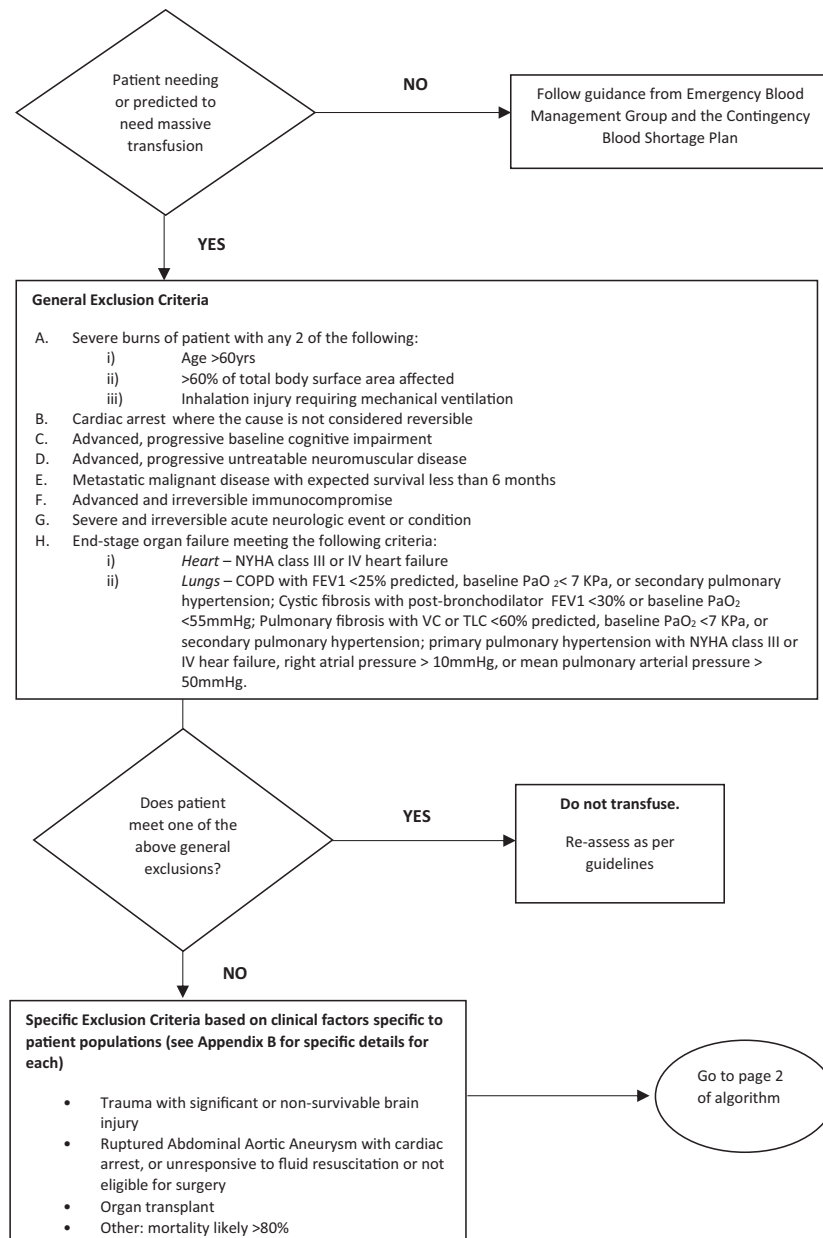 Patient needing
or predicted to
need massive
transfusion
NO
Follow guidance from Emergency Blood
Management Group and the Contingency
Blood Shortage Plan
YES
General Exclusion Criteria
A. Severe burns of patient with any 2 of the following:
i) Age >60yrs
ii) >60% of total body surface area affected
iii) Inhalation injury requiring mechanical ventilation
B. Cardiac arrest where the cause is not considered reversible
C. Advanced, progressive baseline cognitive impairment
D. Advanced, progressive untreatable neuromuscular disease
E. Metastatic malignant disease with expected survival less than 6 months
F. Advanced and irreversible immunocompromise
G. Severe and irreversible acute neurologic event or condition
H. End-stage organ failure meeting the following criteria:
i) Heart – NYHA class III or IV heart failure
ii) Lungs – COPD with FEV1 <25% predicted, baseline PaO2< 7 KPa, or secondary pulmonary
hypertension; Cystic fibrosis with post-bronchodilator FEV1 <30% or baseline PaO2
<55mmHg; Pulmonary fibrosis with VC or TLC <60% predicted, baseline PaO2 <7 KPa, or
secondary pulmonary hypertension; primary pulmonary hypertension with NYHA class III or
IV hear failure, right atrial pressure > 10mmHg, or mean pulmonary arterial pressure >
50mmHg.
Does patient
meet one of the
above general
exclusions?
YES
Do not transfuse.
Re-assess as per
guidelines
NO
Specific Exclusion Criteria based on clinical factors specific to
patient populations (see Appendix B for specific details for
each)
• Trauma with significant or non-survivable brain
injury
• Ruptured Abdominal Aortic Aneurysm with cardiac
arrest, or unresponsive to fluid resuscitation or not
eligible for surgery
• Organ transplant
• Other: mortality likely >80%
Go to page 2
of algorithm